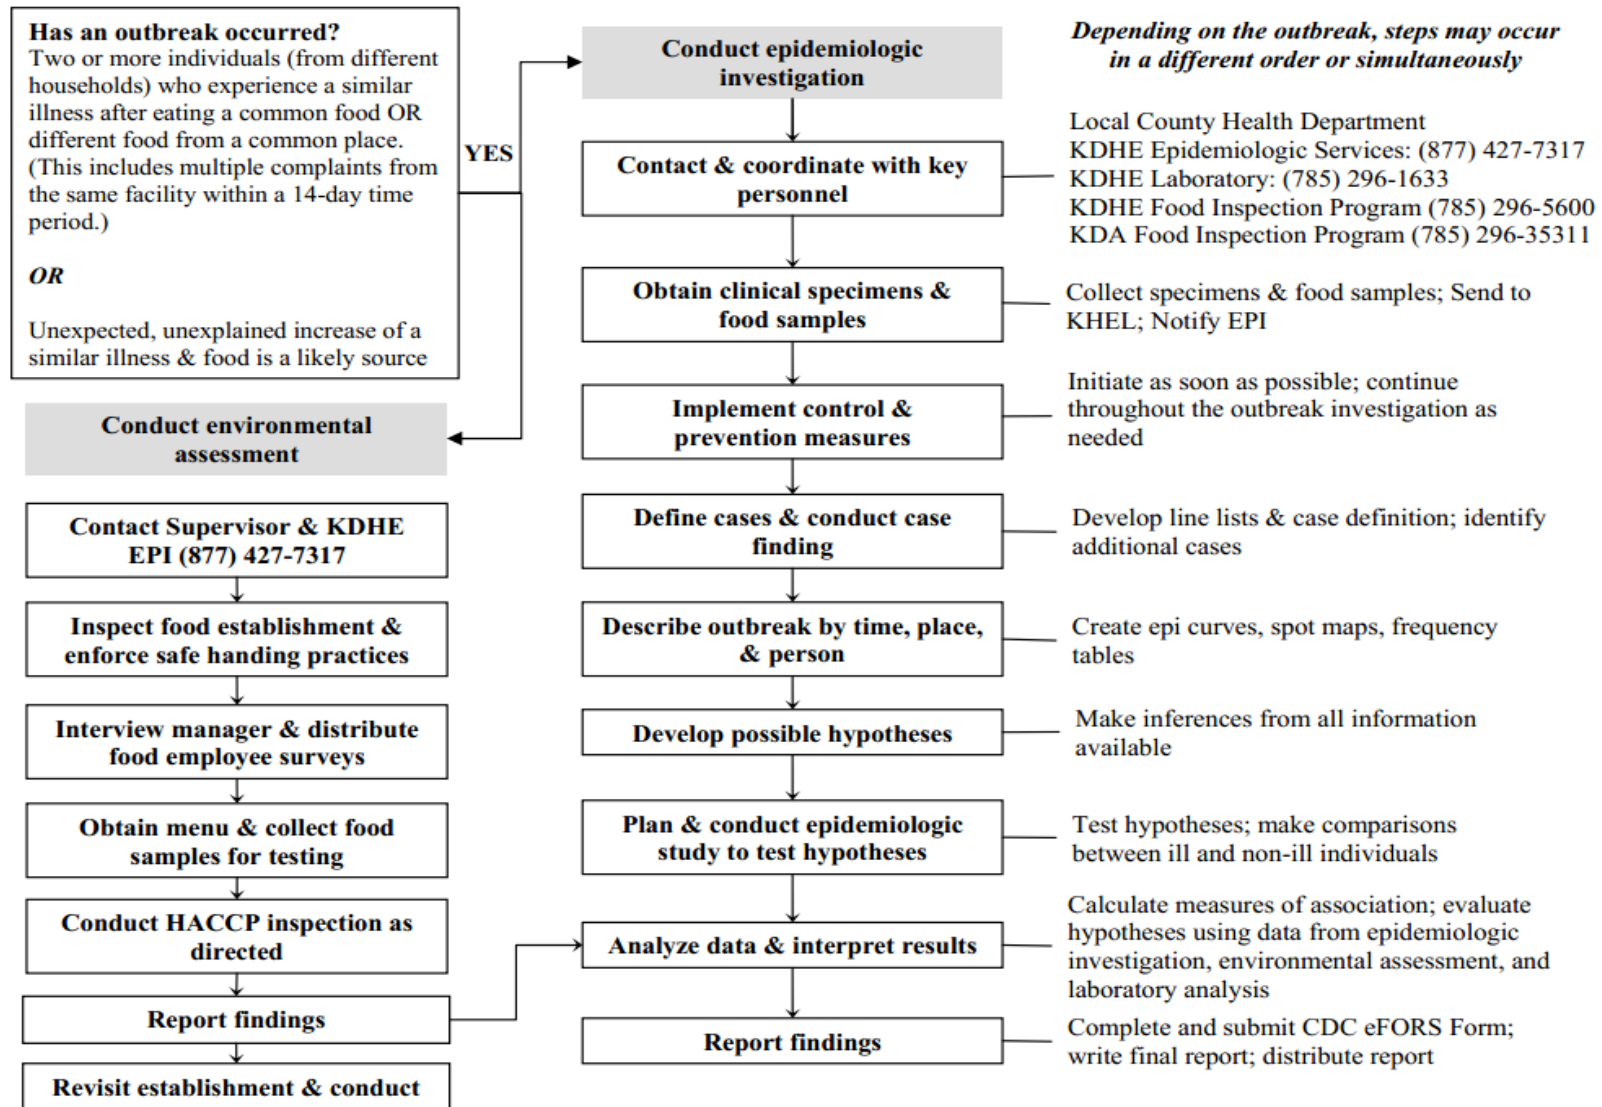 Has an outbreak occurred?
Two or more individuals (from different
households) who experience a similar
illness after eating a common food OR
different food from a common place.
(This includes multiple complaints from
the same facility within a 14-day time
period.)
OR
Unexpected, unexplained increase of a
similar illness & food is a likely source
YES
Conduct environmental
assessment
Contact Supervisor & KDHE
EPI (877) 427-7317
Inspect food establishment &
enforce safe handing practices
Interview manager & distribute
food employee surveys
Obtain menu & collect food
samples for testing
Conduct HACCP inspection as
directed
Report findings
Revisit establishment & conduct
Conduct epidemiologic
investigation
Contact & coordinate with key
personnel
Obtain clinical specimens &
food samples
Implement control &
prevention measures
Define cases & conduct case
finding
Describe outbreak by time, place,
& person
Develop possible hypotheses
Plan & conduct epidemiologic
study to test hypotheses
Analyze data & interpret results
Report findings
Depending on the outbreak, steps may occur
in a different order or simultaneously
Local County Health Department
KDHE Epidemiologic Services: (877) 427-7317
KDHE Laboratory: (785) 296-1633
KDHE Food Inspection Program (785) 296-5600
KDA Food Inspection Program (785) 296-35311
Collect specimens & food samples; Send to
KHEL; Notify EPI
Initiate as soon as possible; continue
throughout the outbreak investigation as
needed
Develop line lists & case definition; identify
additional cases
Create epi curves, spot maps, frequency
tables
Make inferences from all information
available
Test hypotheses; make comparisons
between ill and non-ill individuals
Calculate measures of association; evaluate
hypotheses using data from epidemiologic
investigation, environmental assessment, and
laboratory analysis
Complete and submit CDC eFORS Form;
write final report; distribute report